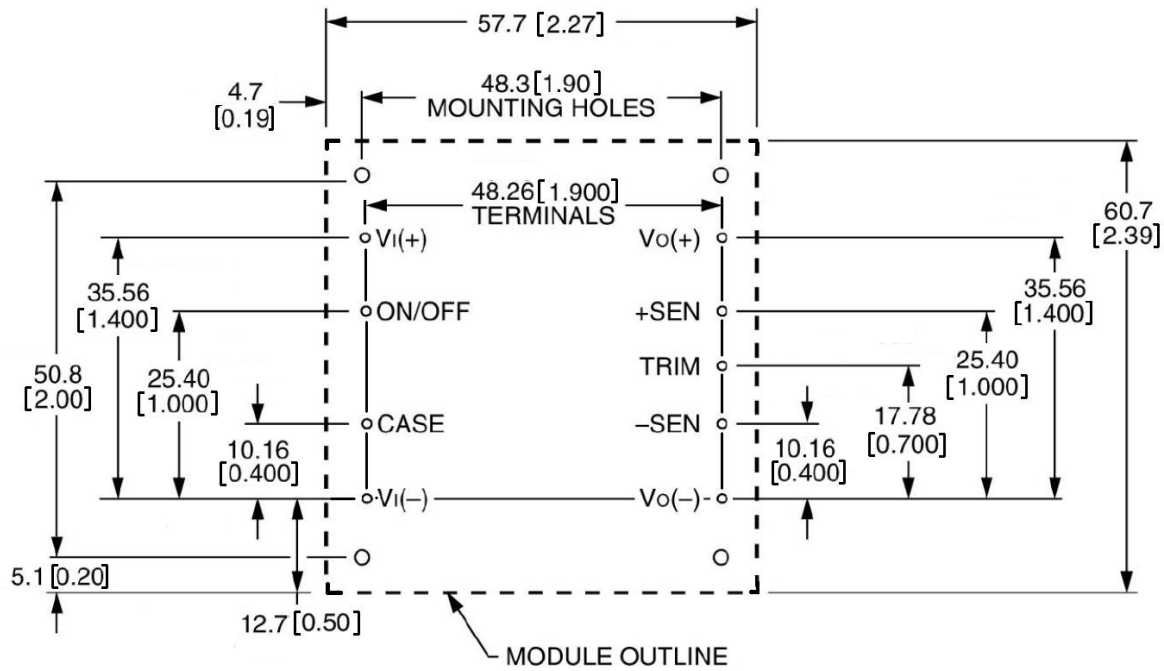 57.7 [2.27]
48.3[1.90]
MOUNTING HOLES
4.7
[0.19]
48.26[1.900]
TERMINALS
60.7
[2.39]
VI(+)
VO(+)
35.56
[1.400]
35.56
[1.400]
ON/OFF
+SEN
50.8
[2.00]
25.40
[1.000]
TRIM
25.40
[1.000]
CASE
–SEN
17.78
[0.700]
10.16
[0.400]
10.16
[0.400]
VI(–)
VO(–)
5.1 [0.20]
12.7 [0.50]
MODULE OUTLINE